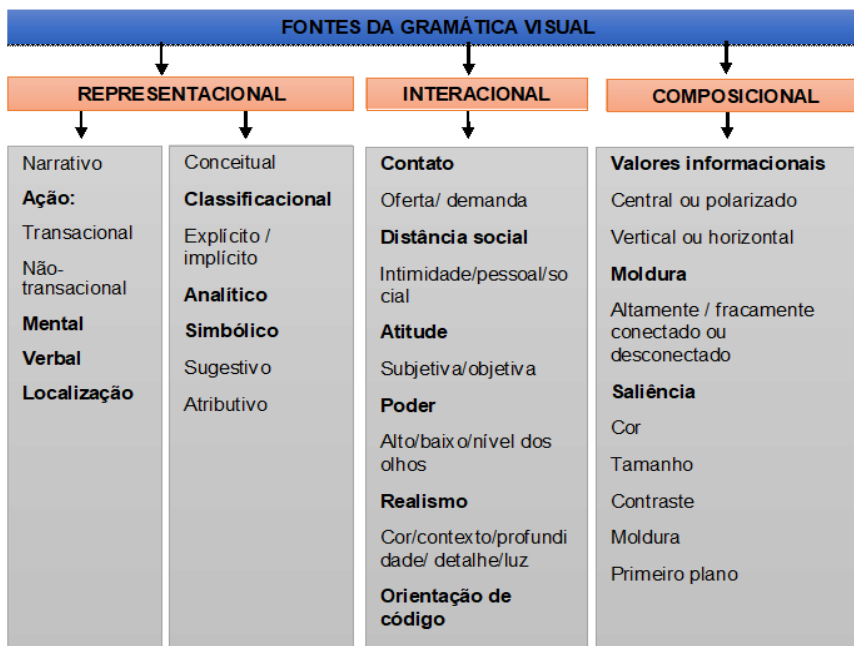 FONTES DA GRAMÁTICA VISUAL
REPRESENTACIONAL
INTERACIONAL
COMPOSICIONAL
Narrativo
Ação:
Transacional
Não-
transacional
Mental
Verbal
Localização
Conceitual
Classificacional
Explícito /
implícito
Analítico
Simbólico
Sugestivo
Atributivo
Contato
Oferta/ demanda
Distância social
Intimidade/pessoal/so
cial
Atitude
Subjetiva/objetiva
Poder
Alto/baixo/nível dos
olhos
Realismo
Cor/contexto/profundi
dade/ detalhe/luz
Orientação de
código
Valores informacionais
Central ou polarizado
Vertical ou horizontal
Moldura
Altamente / fracamente
conectado ou
desconectado
Saliência
Cor
Tamanho
Contraste
Moldura
Primeiro plano